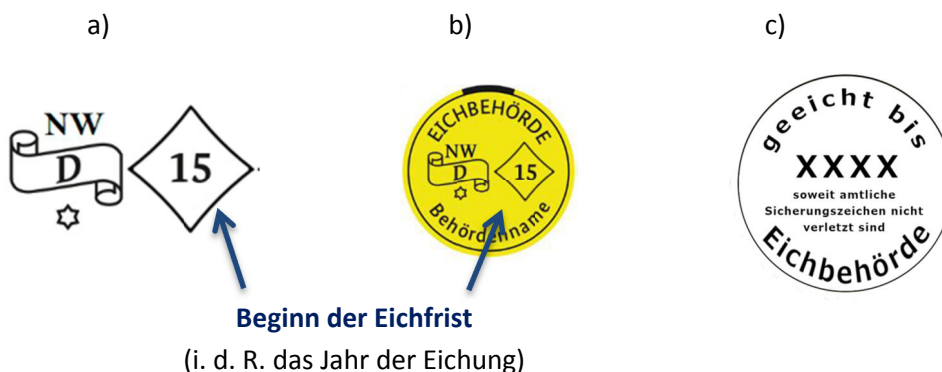 a)
b)
c)
NW
D
15
EICHBEHÖRDE
NW
D
15
Behördenname
geeicht bis
XXXX
soweit amtliche
Sicherungszeichen nicht
verletzt sind
Eichbehörde
Beginn der Eichfrist
(i. d. R. das Jahr der Eichung)